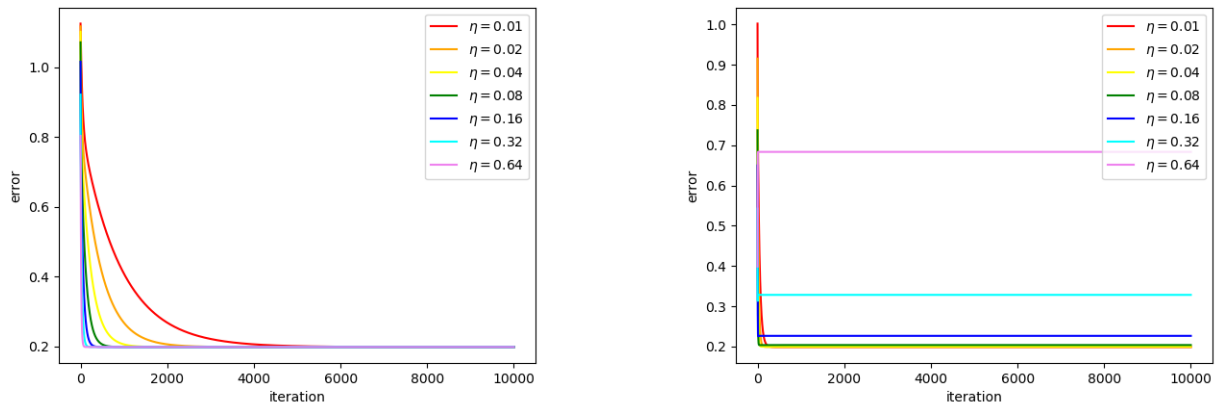 1.0
0.8
0.6
0.4
0.2
error
0 2000 4000 6000 8000 10000
iteration
η = 0.01
η = 0.02
η = 0.04
η = 0.08
η = 0.16
η = 0.32
η = 0.64
1.0
0.9
0.8
0.7
0.6
0.5
0.4
0.3
0.2
error
0 2000 4000 6000 8000 10000
iteration
η = 0.01
η = 0.02
η = 0.04
η = 0.08
η = 0.16
η = 0.32
η = 0.64